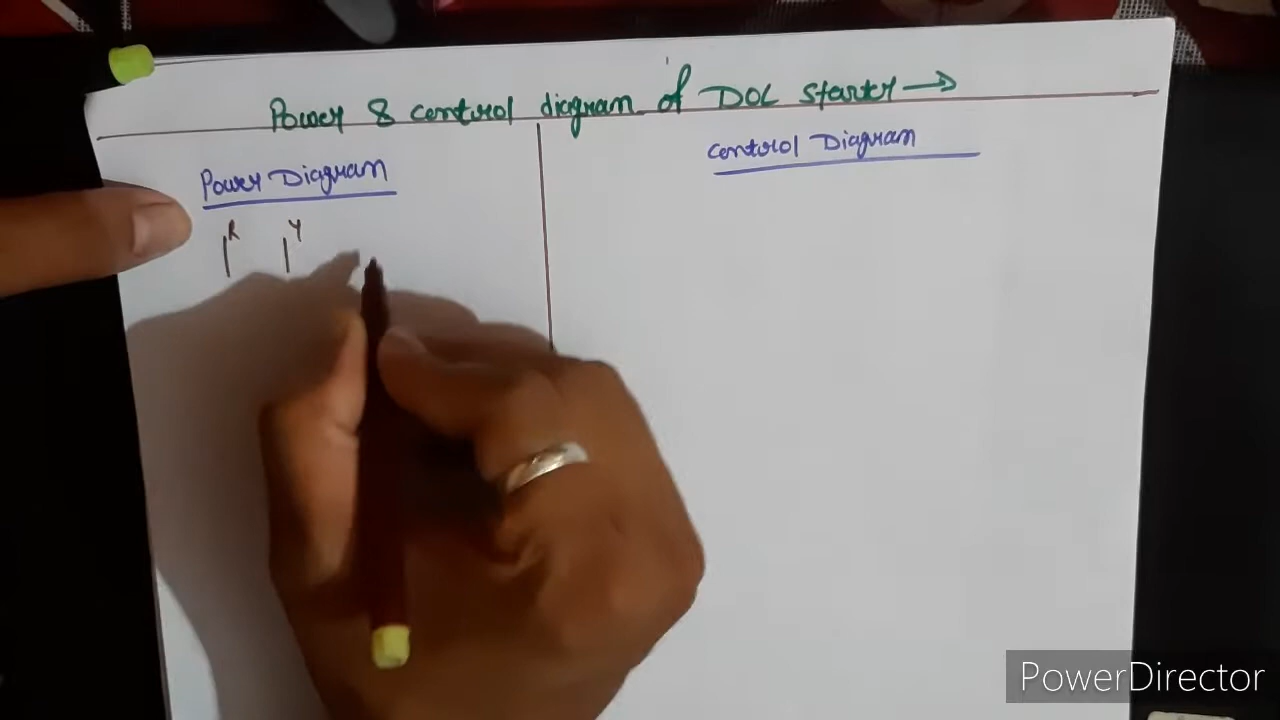 Power & control diagram of DOL starter →
Power Diagram
control Diagram
R Y
PowerDirector